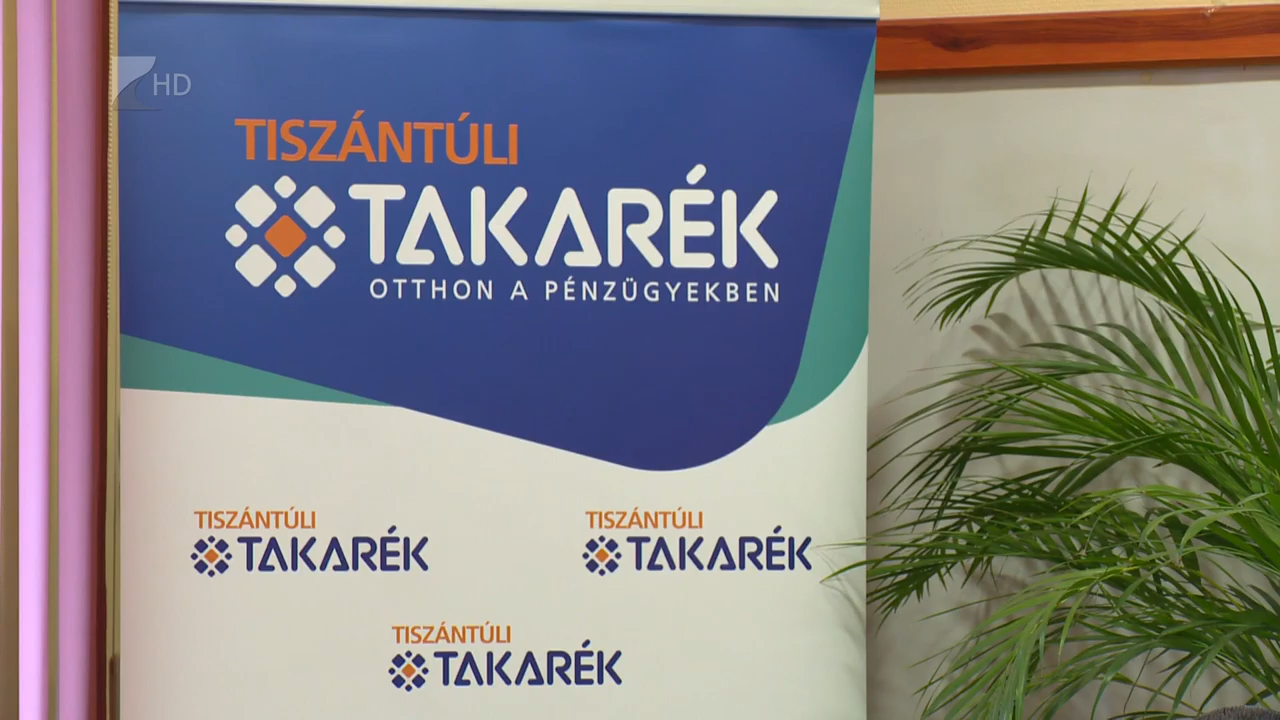 HD
TISZÁNTÚLI
TAKARÉK
OTTHON A PÉNZÜGYEKBEN
TISZÁNTÚLI
TAKARÉK
TISZÁNTÚLI
TAKARÉK
TISZÁNTÚLI
TAKARÉK